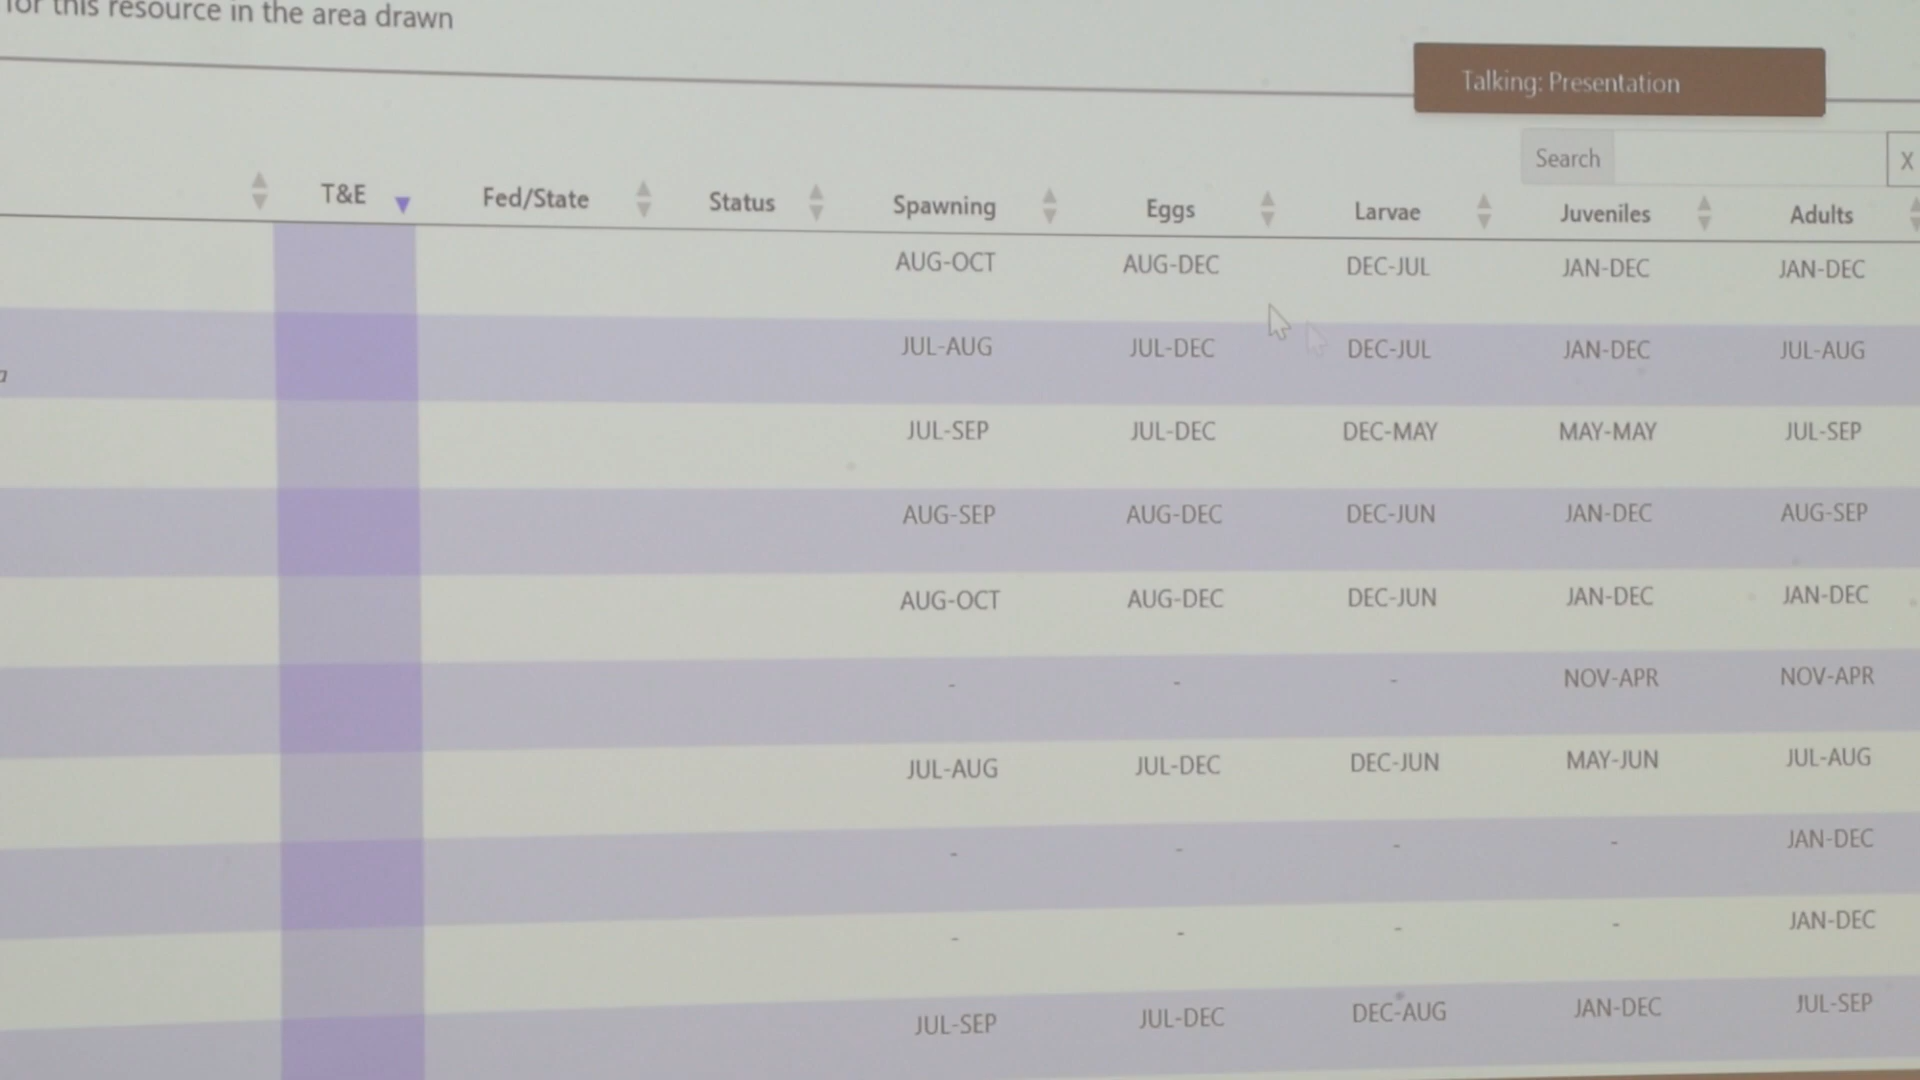 for this resource in the area drawn
Talking: Presentation
Search X
T&E Fed/State Status Spawning Eggs Larvae Juveniles Adults
AUG-OCT AUG-DEC DEC-JUL JAN-DEC JAN-DEC
a JUL-AUG JUL-DEC DEC-JUL JAN-DEC JUL-AUG
JUL-SEP JUL-DEC DEC-MAY MAY-MAY JUL-SEP
AUG-SEP AUG-DEC DEC-JUN JAN-DEC AUG-SEP
AUG-OCT AUG-DEC DEC-JUN JAN-DEC JAN-DEC
- - - NOV-APR NOV-APR
JUL-AUG JUL-DEC DEC-JUN MAY-JUN JUL-AUG
- - - - JAN-DEC
- - - - JAN-DEC
JUL-SEP JUL-DEC DEC-AUG JAN-DEC JUL-SEP